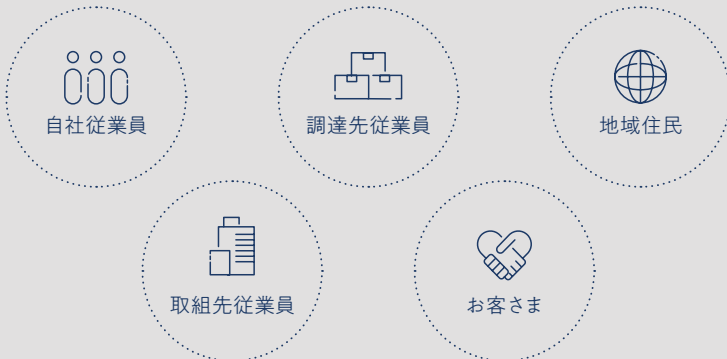 自社従業員
調達先従業員
地域住民
取組先従業員
お客さま